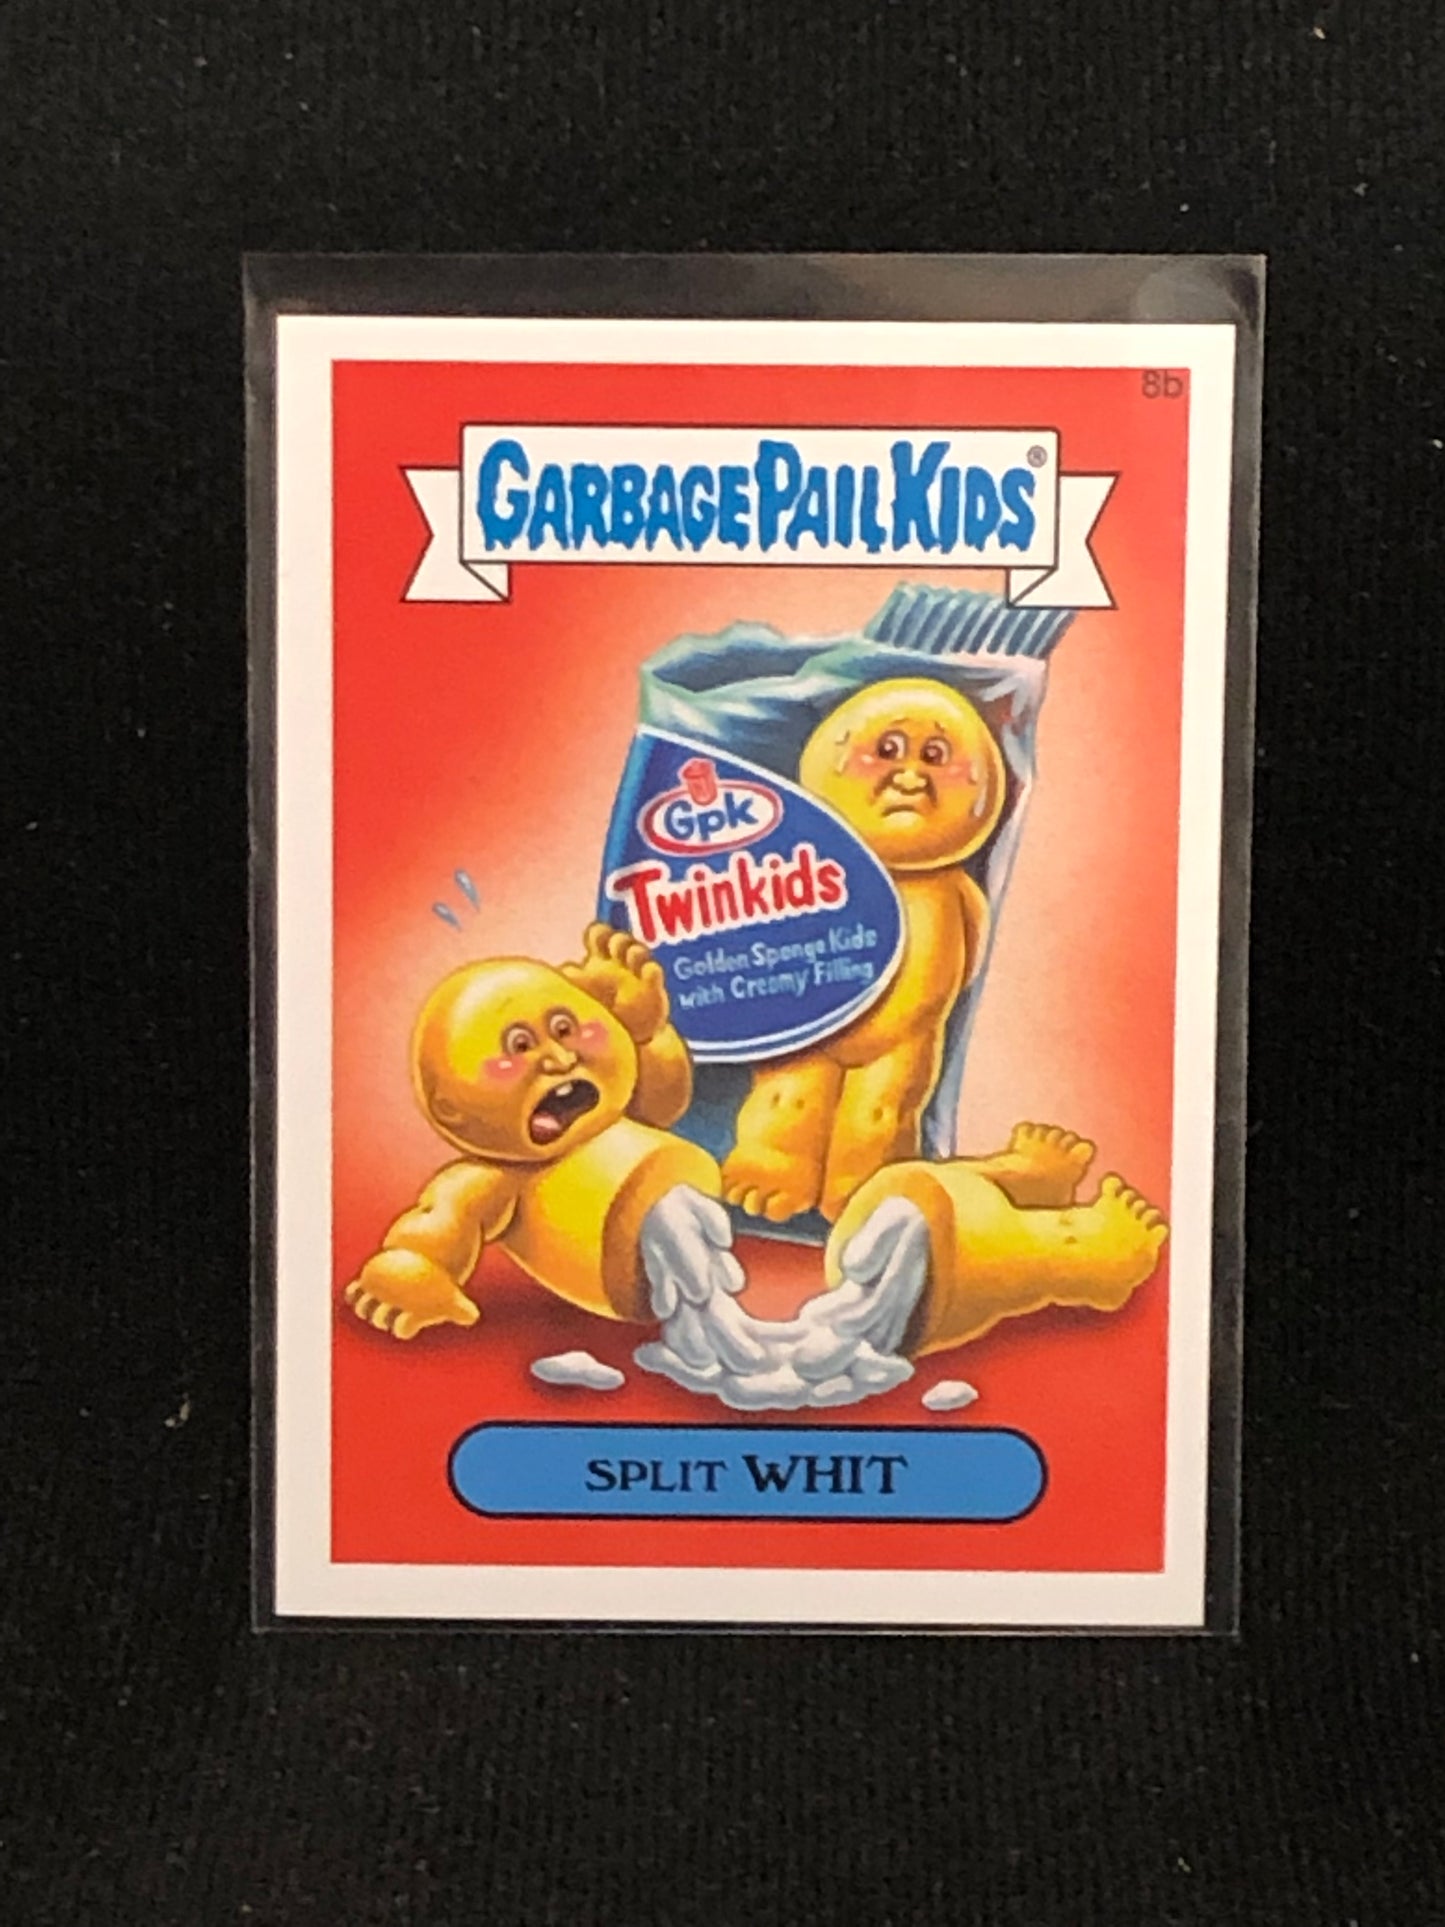 8b
GARBAGE PAIL KIDS®
Gpk
Twinkids
Golden Sponge Kids
with Creamy Filling
SPLIT WHIT